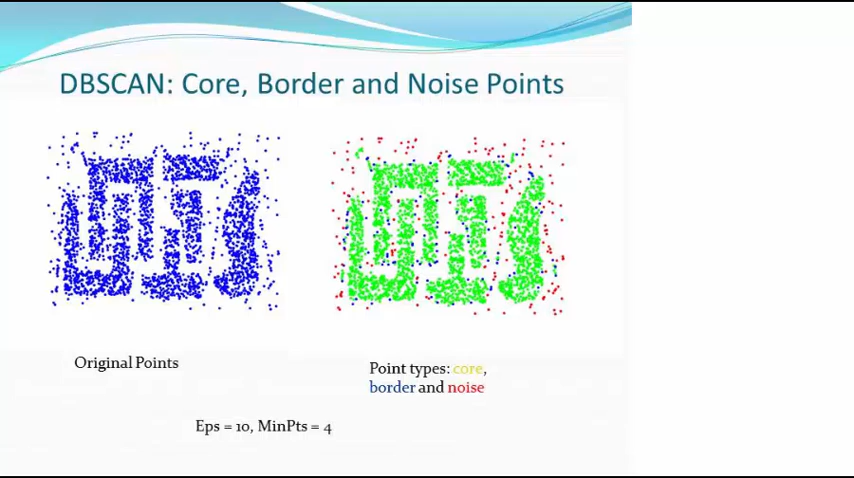 DBSCAN: Core, Border and Noise Points
Original Points
Point types: core,
border and noise
Eps = 10, MinPts = 4